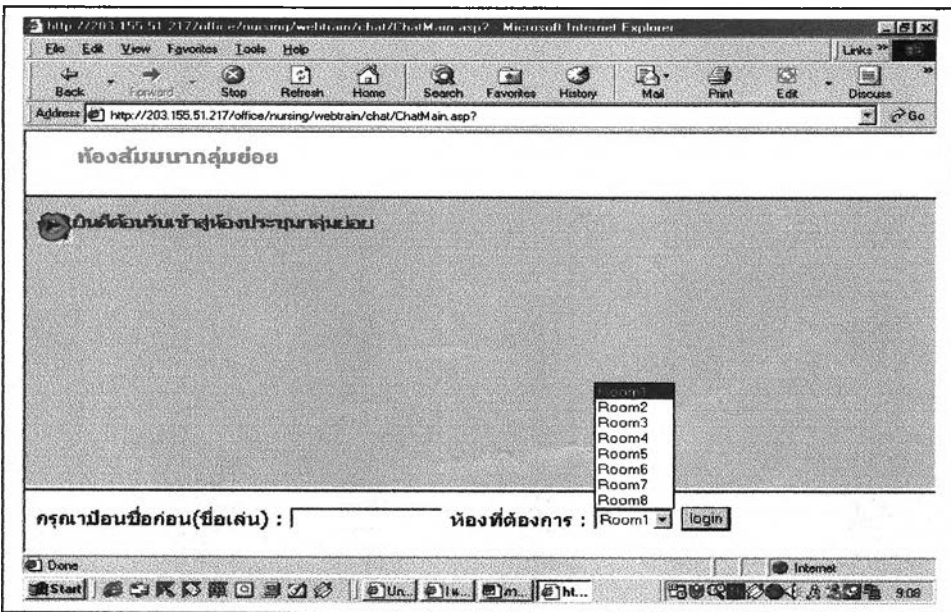 http://203.155.51.217/office/nursing/webtrain/chat/ChatMain.asp? - Microsoft Internet Explorer
File Edit View Favorites Tools Help Links »
Back Forward Stop Refresh Home Search Favorites History Mail Print Edit Discuss »
Address http://203.155.51.217/office/nursing/webtrain/chat/ChatMain.asp? Go
ห้องสัมมนากลุ่มย่อย
ยินดีต้อนรับเข้าสู่ห้องประชุมกลุ่มย่อย
Room1
Room2
Room3
Room4
Room5
Room6
Room7
Room8
กรุณาป้อนชื่อก่อน(ชื่อเล่น) : ห้องที่ต้องการ : Room1 login
Done Internet
Start Un... ht... 9:08